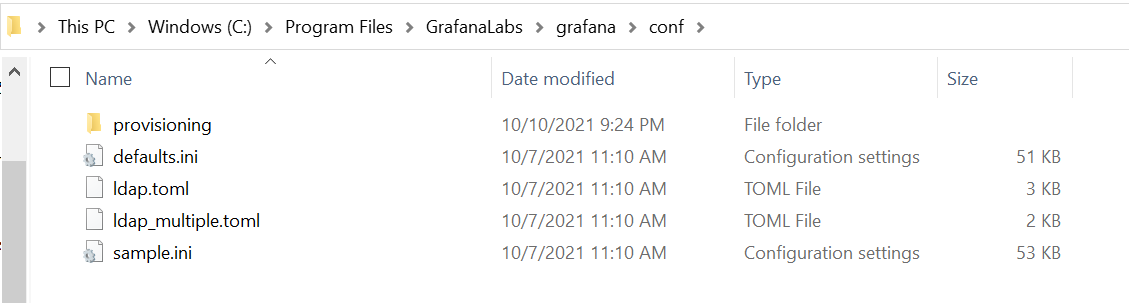 This PC > Windows (C:) > Program Files > GrafanaLabs > grafana > conf >
Name Date modified Type Size
provisioning 10/10/2021 9:24 PM File folder
defaults.ini 10/7/2021 11:10 AM Configuration settings 51 KB
ldap.toml 10/7/2021 11:10 AM TOML File 3 KB
ldap_multiple.toml 10/7/2021 11:10 AM TOML File 2 KB
sample.ini 10/7/2021 11:10 AM Configuration settings 53 KB